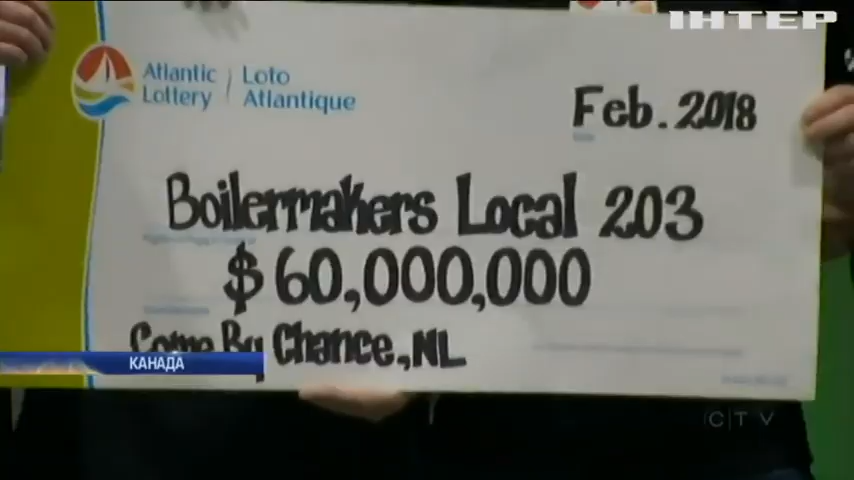 ІНТЕР
Atlantic Lottery
Loto Atlantique
Feb. 2018
Boilermakers Local 203
$60,000,000
Come By Chance, NL
КАНАДА
CTV